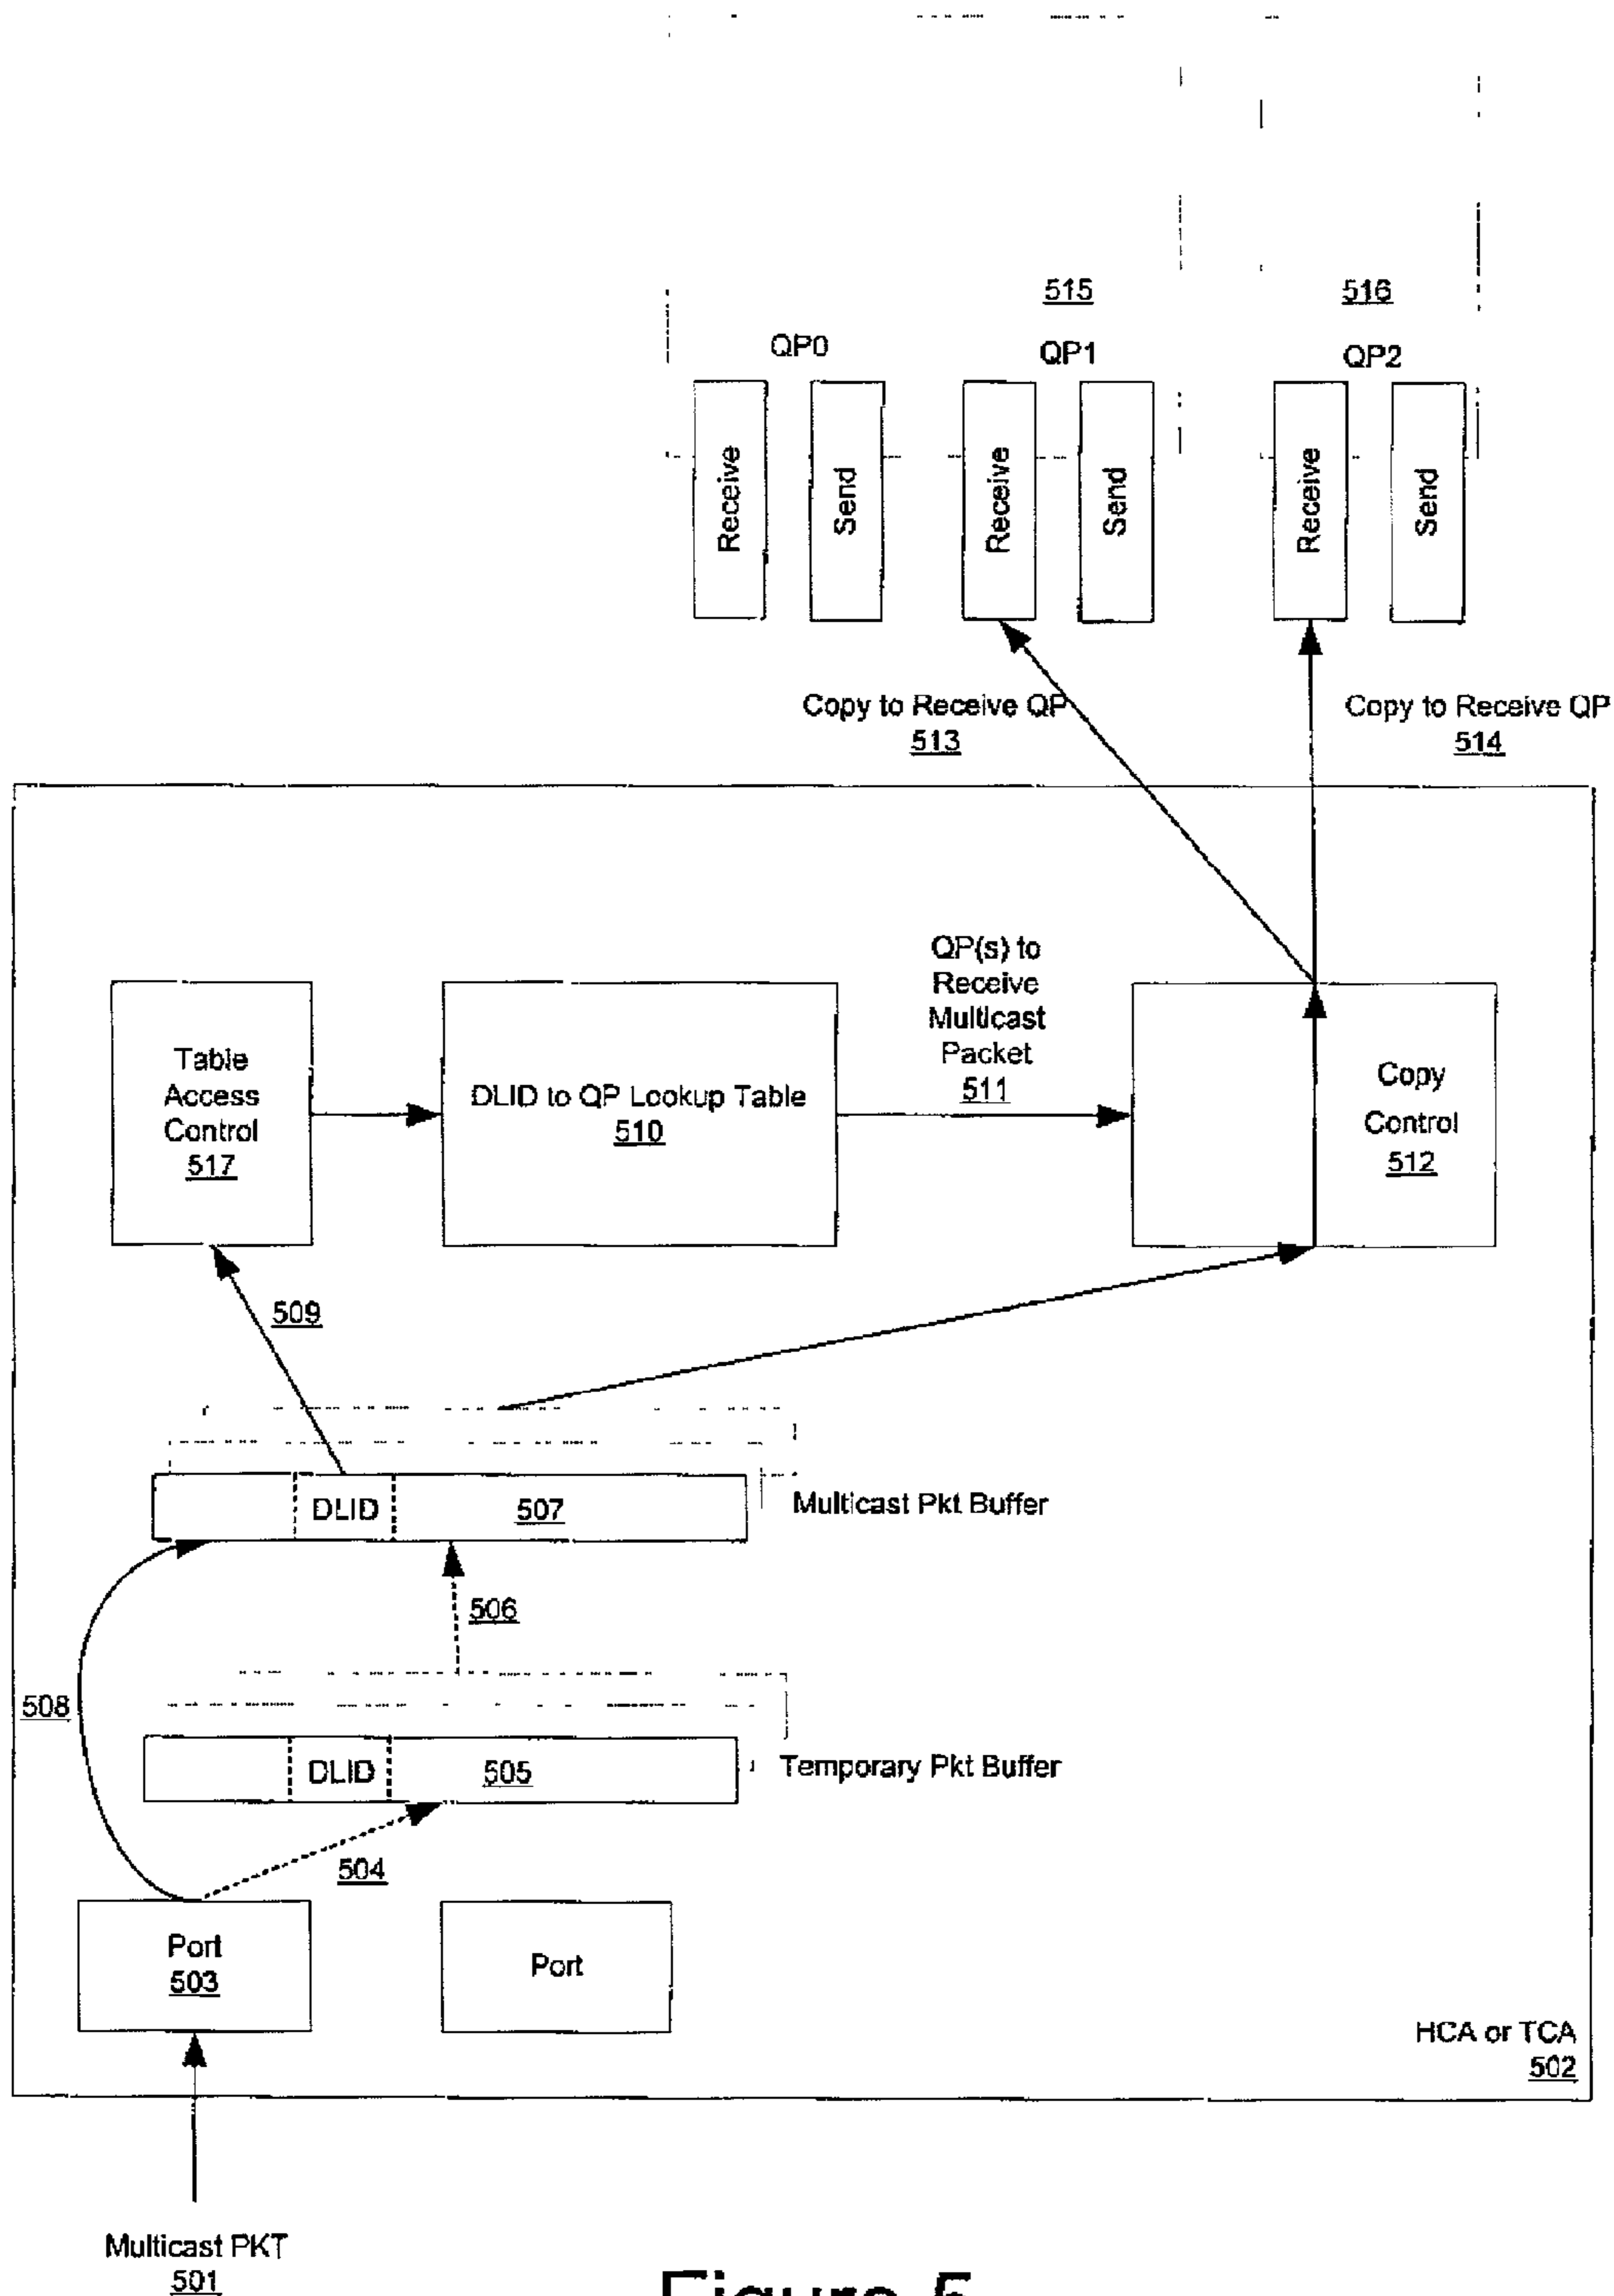 515
516
QP0
QP1
QP2
Receive
Send
Receive
Send
Receive
Send
Copy to Receive QP
513
Copy to Receive QP
514
QP(s) to
Receive
Multicast
Packet
511
Table
Access
Control
517
DLID to QP Lookup Table
510
Copy
Control
512
509
DLID
507
Multicast Pkt Buffer
506
508
DLID
505
Temporary Pkt Buffer
504
Port
503
Port
HCA or TCA
502
Multicast PKT
501
Figure 5